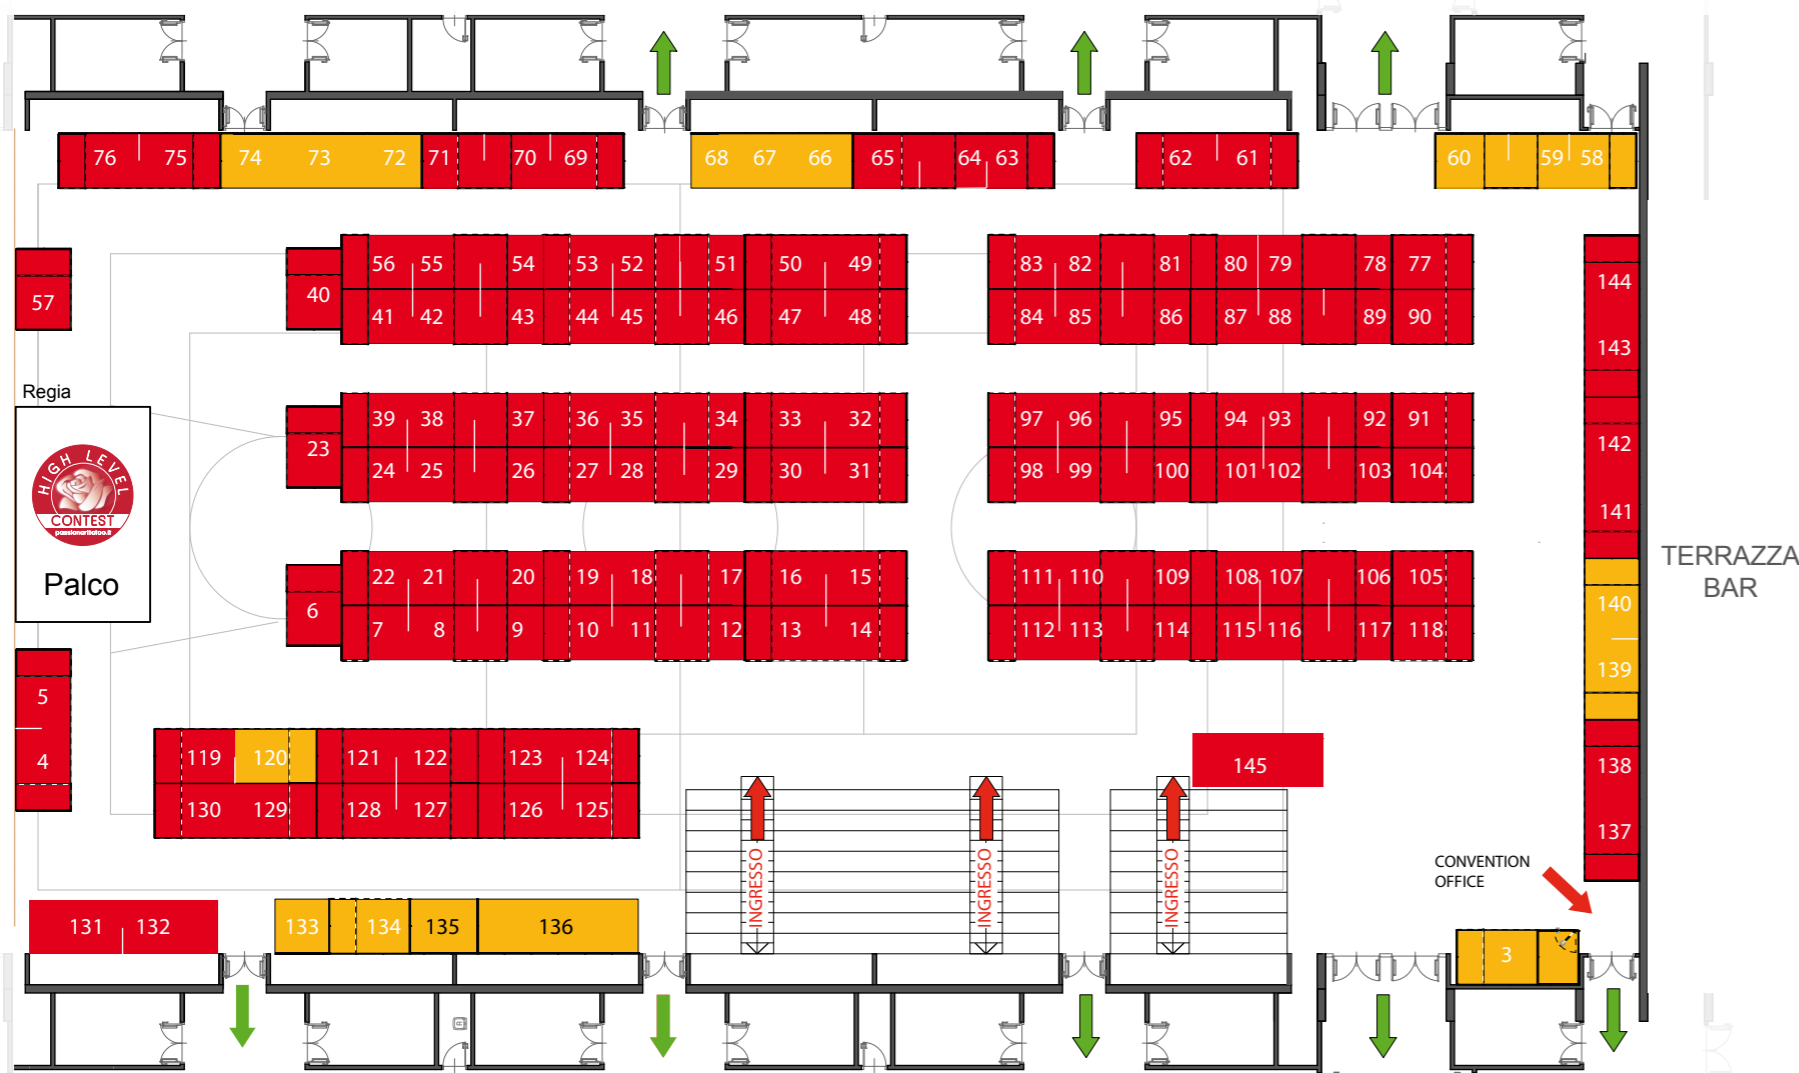 76 75 74 73 72 71 70 69 68 67 66 65 64 63 62 61 60 59 58
56 55 54 53 52 51 50 49 83 82 81 80 79 78 77
57 40 144
41 42 43 44 45 46 47 48 84 85 86 87 88 89 90
143
Regia
39 38 37 36 35 34 33 32 97 96 95 94 93 92 91
23 142
24 25 26 27 28 29 30 31 98 99 100 101 102 103 104
HIGH LEVEL
CONTEST
passionartisticoo.it
141
TERRAZZA
BAR
Palco
22 21 20 19 18 17 16 15 111 110 109 108 107 106 105
6 140
7 8 9 10 11 12 13 14 112 113 114 115 116 117 118
139
5
4
119 120 121 122 123 124 145 138
130 129 128 127 126 125
137
INGRESSO INGRESSO INGRESSO
CONVENTION
OFFICE
131 132 133 134 135 136
3